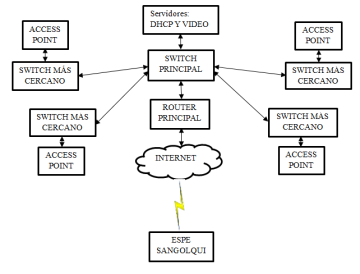 Servidores:
DHCP Y VIDEO
ACCESS
POINT
ACCESS
POINT
SWITCH
PRINCIPAL
SWITCH MÁS
CERCANO
SWITCH MAS
CERCANO
ROUTER
PRINCIPAL
SWITCH MAS
CERCANO
SWITCH MAS
CERCANO
ACCESS
POINT
INTERNET
ACCESS
POINT
ESPE
SANGOLQUI